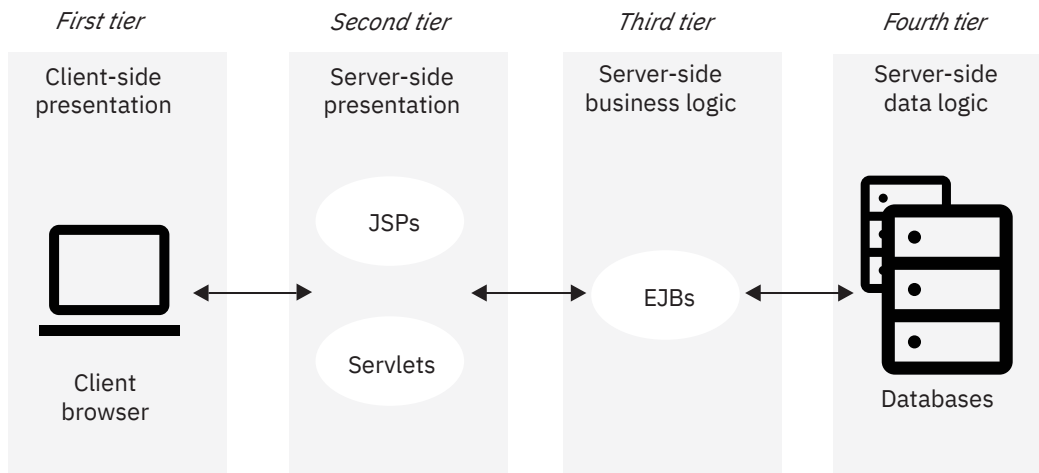 First tier
Second tier
Third tier
Fourth tier
Client-side
presentation
Server-side
presentation
Server-side
business logic
Server-side
data logic
JSPs
Servlets
EJBs
Client
browser
Databases